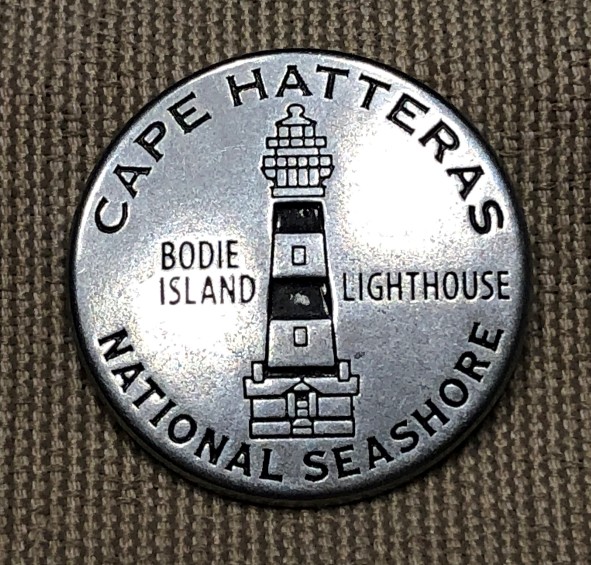 CAPE HATTERAS
BODIE
ISLAND LIGHTHOUSE
NATIONAL SEASHORE